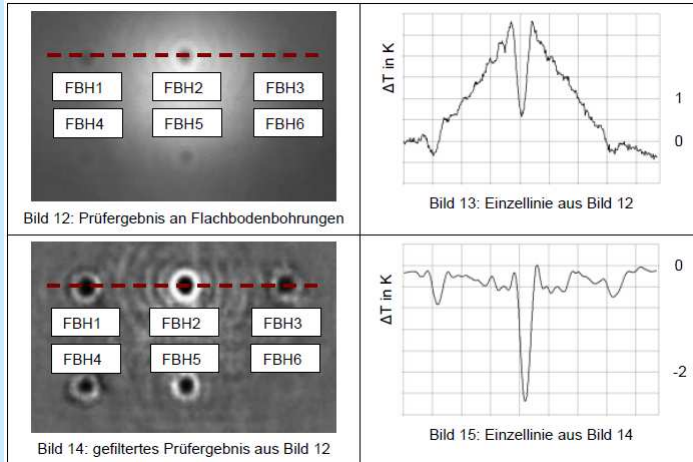 FBH1 FBH2 FBH3
FBH4 FBH5 FBH6
Bild 12: Prüfergebnis an Flachbodenbohrungen
ΔT in K
1
0
Bild 13: Einzellinie aus Bild 12
FBH1 FBH2 FBH3
FBH4 FBH5 FBH6
Bild 14: gefiltertes Prüfergebnis aus Bild 12
ΔT in K
0
-2
Bild 15: Einzellinie aus Bild 14